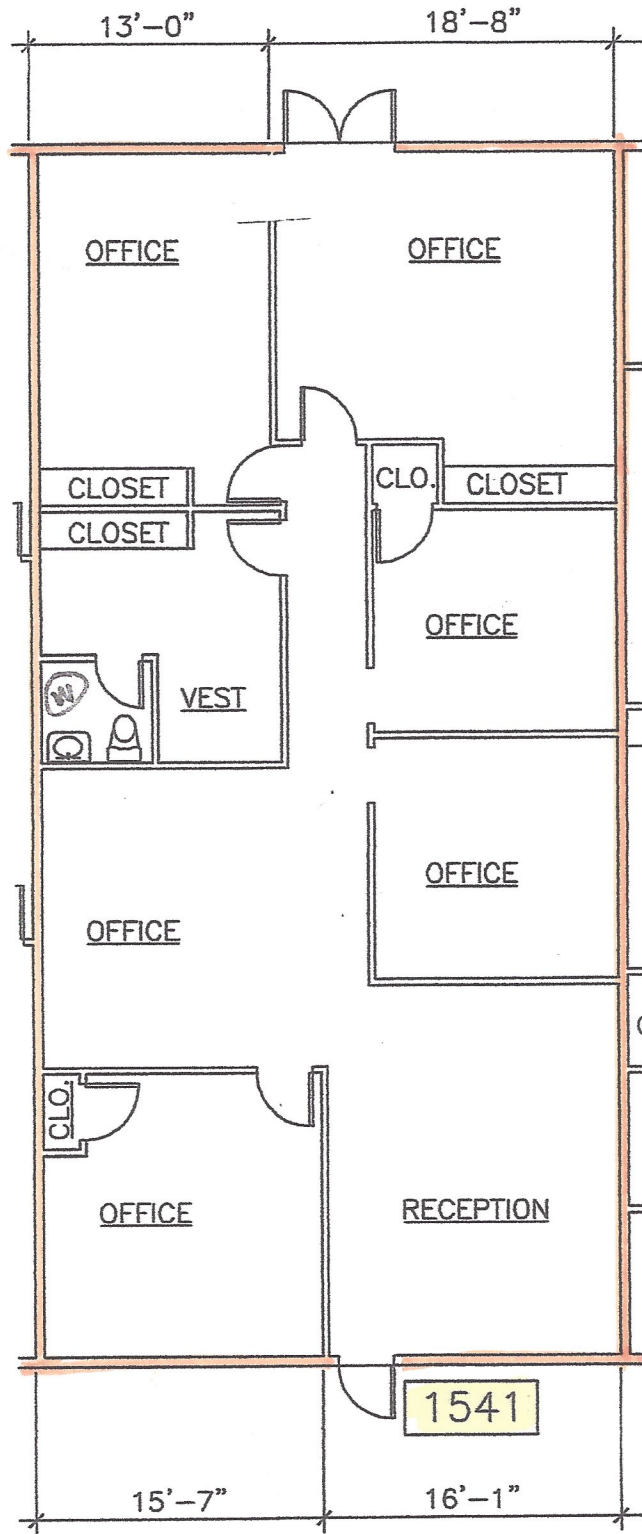 13'-0" 18'-8"
OFFICE OFFICE
CLOSET CLO. CLOSET
CLOSET
OFFICE
W
VEST
OFFICE
OFFICE
CLO.
OFFICE RECEPTION
1541
15'-7" 16'-1"